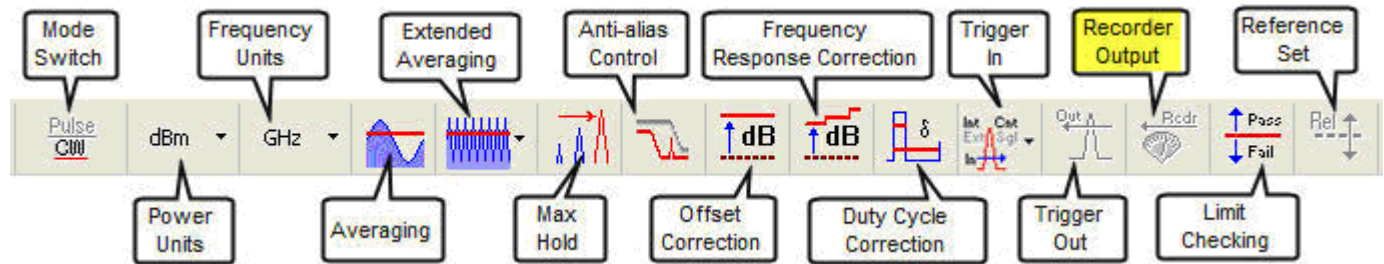 Mode
Switch
Frequency
Units
Extended
Averaging
Anti-alias
Control
Frequency
Response Correction
Trigger
In
Recorder
Output
Reference
Set
Pulse
CW
dBm
GHz
dB
dB
δ
Int Cnt
Ext Sgl
In
Out
Rcdr
Pass
Fail
Rel
Power
Units
Averaging
Max
Hold
Offset
Correction
Duty Cycle
Correction
Trigger
Out
Limit
Checking